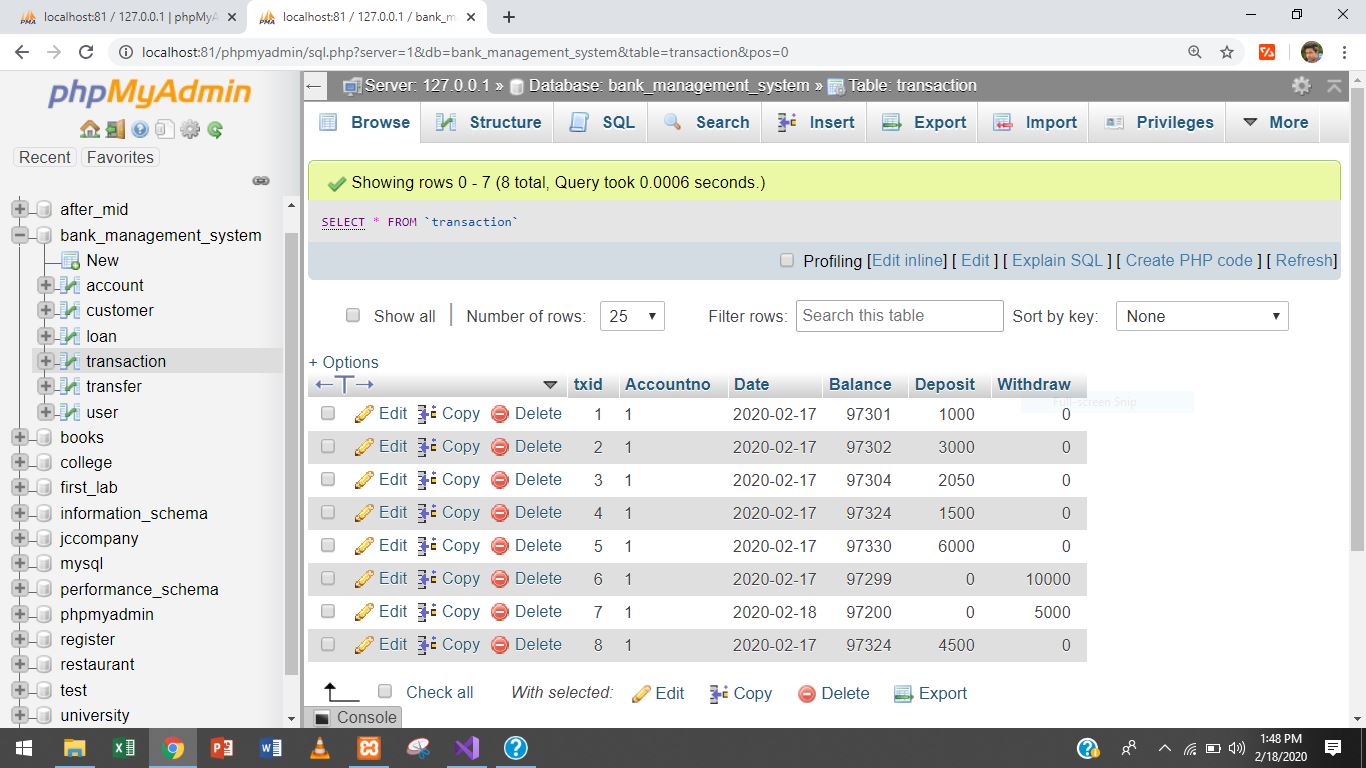 localhost:81 / 127.0.0.1 | phpMyA
localhost:81 / 127.0.0.1 / bank_m
localhost:81/phpmyadmin/sql.php?server=1&db=bank_management_system&table=transaction&pos=0
phpMyAdmin
Recent Favorites
after_mid
bank_management_system
New
account
customer
loan
transaction
transfer
user
books
college
first_lab
information_schema
jccompany
mysql
performance_schema
phpmyadmin
register
restaurant
test
university
Server: 127.0.0.1 » Database: bank_management_system » Table: transaction
Browse Structure SQL Search Insert Export Import Privileges More
Showing rows 0 - 7 (8 total, Query took 0.0006 seconds.)
SELECT * FROM `transaction`
Profiling [Edit inline] [ Edit ] [ Explain SQL ] [ Create PHP code ] [ Refresh]
Show all | Number of rows: 25 Filter rows: Search this table Sort by key: None
+ Options
←T→ txid Accountno Date Balance Deposit Withdraw
Full-screen Snip
Edit Copy Delete 1 1 2020-02-17 97301 1000 0
Edit Copy Delete 2 1 2020-02-17 97302 3000 0
Edit Copy Delete 3 1 2020-02-17 97304 2050 0
Edit Copy Delete 4 1 2020-02-17 97324 1500 0
Edit Copy Delete 5 1 2020-02-17 97330 6000 0
Edit Copy Delete 6 1 2020-02-17 97299 0 10000
Edit Copy Delete 7 1 2020-02-18 97200 0 5000
Edit Copy Delete 8 1 2020-02-17 97324 4500 0
Check all With selected: Edit Copy Delete Export
Console
1:48 PM
2/18/2020